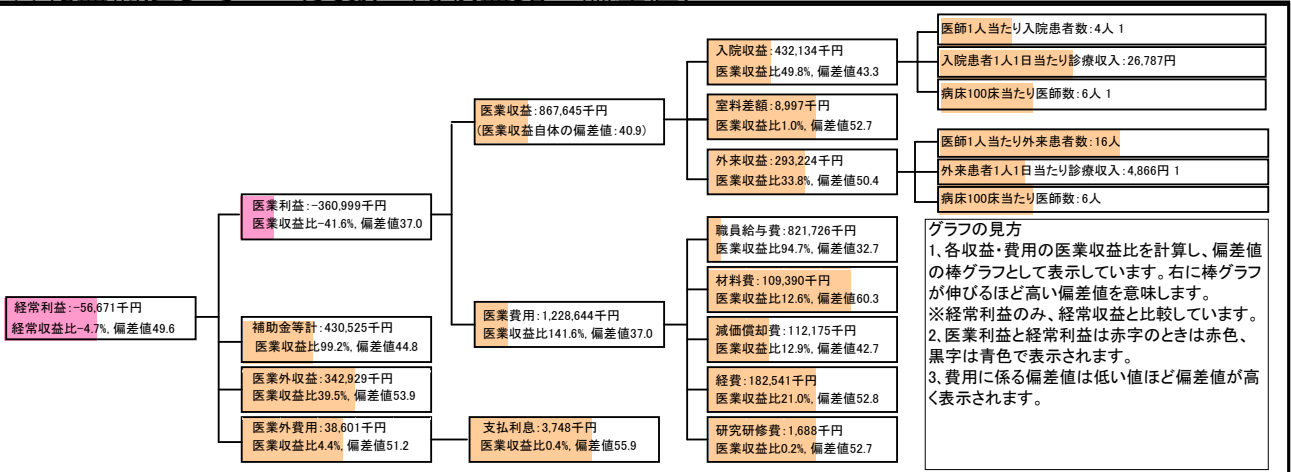 経常利益:-56,671千円
経常収益比-4.7%, 偏差値49.6
医業利益:-360,999千円
医業収益比-41.6%, 偏差値37.0
補助金等計:430,525千円
医業収益比99.2%, 偏差値44.8
医業外収益:342,929千円
医業収益比39.5%, 偏差値53.9
医業外費用:38,601千円
医業収益比4.4%, 偏差値51.2
医業収益:867,645千円
(医業収益自体の偏差値:40.9)
医業費用:1,228,644千円
医業収益比141.6%, 偏差値37.0
支払利息:3,748千円
医業収益比0.4%, 偏差値55.9
入院収益:432,134千円
医業収益比49.8%, 偏差値43.3
室料差額:8,997千円
医業収益比1.0%, 偏差値52.7
外来収益:293,224千円
医業収益比33.8%, 偏差値50.4
職員給与費:821,726千円
医業収益比94.7%, 偏差値32.7
材料費:109,390千円
医業収益比12.6%, 偏差値60.3
減価償却費:112,175千円
医業収益比12.9%, 偏差値42.7
経費:182,541千円
医業収益比21.0%, 偏差値52.8
研究研修費:1,688千円
医業収益比0.2%, 偏差値52.7
医師1人当たり入院患者数:4人 1
入院患者1人1日当たり診療収入:26,787円
病床100床当たり医師数:6人 1
医師1人当たり外来患者数:16人
外来患者1人1日当たり診療収入:4,866円 1
病床100床当たり医師数:6人
グラフの見方
1、各収益・費用の医業収益比を計算し、偏差値
の棒グラフとして表示しています。右に棒グラフ
が伸びるほど高い偏差値を意味します。
※経常利益のみ、経常収益と比較しています。
2、医業利益と経常利益は赤字のときは赤色、
黒字は青色で表示されます。
3、費用に係る偏差値は低い値ほど偏差値が高
く表示されます。